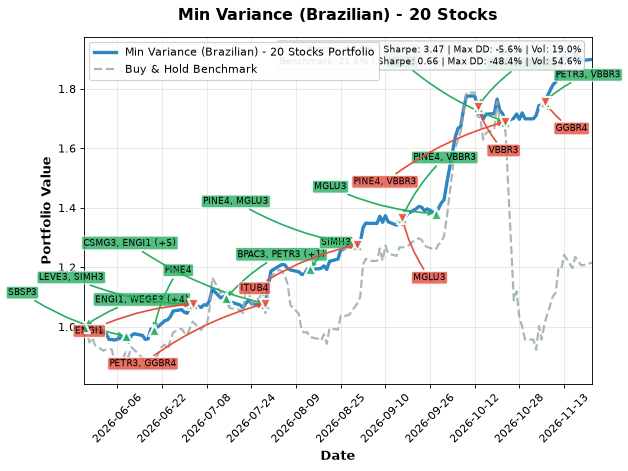 Min Variance (Brazilian) - 20 Stocks
Min Variance (Brazilian) - 20 Stocks Portfolio
Buy & Hold Benchmark
Sharpe: 3.47 | Max DD: -5.6% | Vol: 19.0%
Benchmark: 21.6% | Sharpe: 0.66 | Max DD: -48.4% | Vol: 54.6%
PETR3, VBBR3
GGBR4
VBBR3
PINE4, VBBR3
PINE4, VBBR3
MGLU3
PINE4, MGLU3
SIMH3
CSMG3, ENGI1 (+5)
BPAC3, PETR3 (+1)
PINE4
LEVE3, SIMH3
MGLU3
ITUB4
SBSP3
ENGI1, WEGE3 (+4)
ENGI1
PETR3, GGBR4
Portfolio Value
1.8
1.6
1.4
1.2
1.0
2026-06-06
2026-06-22
2026-07-08
2026-07-24
2026-08-09
2026-08-25
2026-09-10
2026-09-26
2026-10-12
2026-10-28
2026-11-13
Date